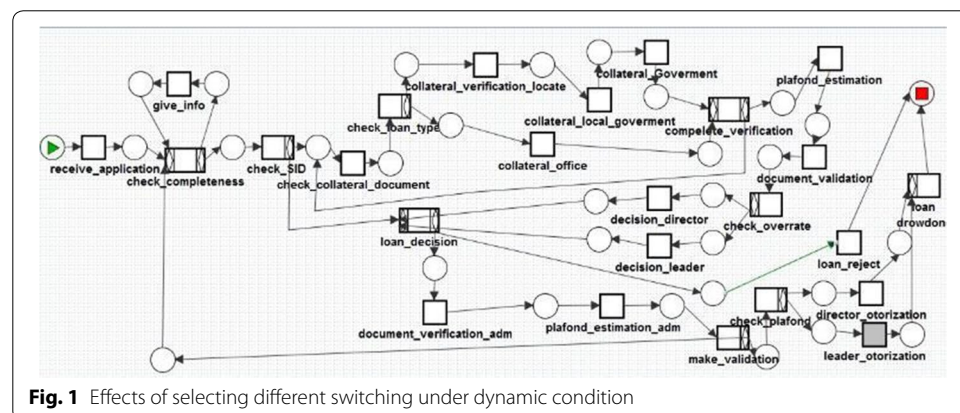 collateral_Goverment
plafond_estimation
collateral_verification_locate
give_info
check_loan_type
collateral_local_goverment
compelete_verification
receive_application
check_completeness
check_SID
collateral_office
check_collateral_document
document_validation
loan_decision
decision_director
check_overrate
loan
drowdon
decision_leader
loan_reject
document_verification_adm
plafond_estimation_adm
check_plafond
director_otorization
make_validation
leader_otorization
Fig. 1 Effects of selecting different switching under dynamic condition